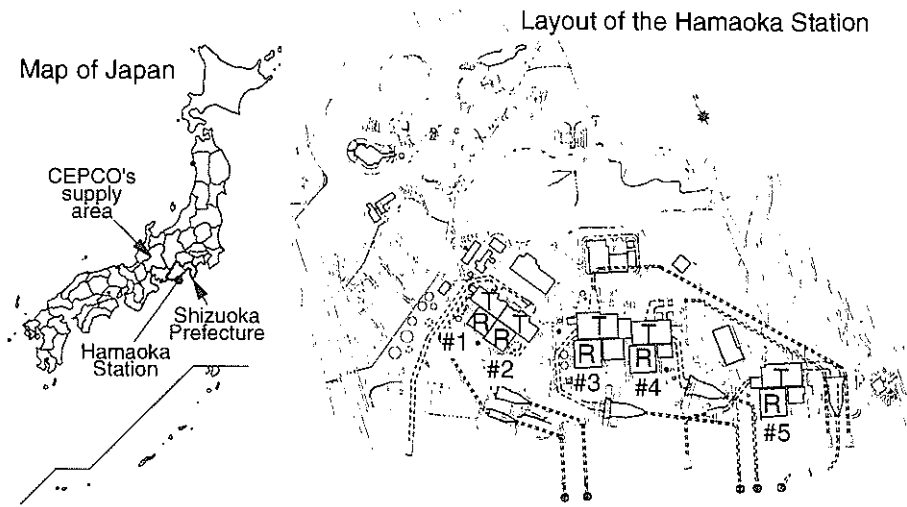 Layout of the Hamaoka Station
Map of Japan
CEPCO's
supply
area
Shizuoka
Prefecture
Hamaoka
Station
T
R
T
R
#1
#2
T
R
#3
T
R
#4
T
R
#5